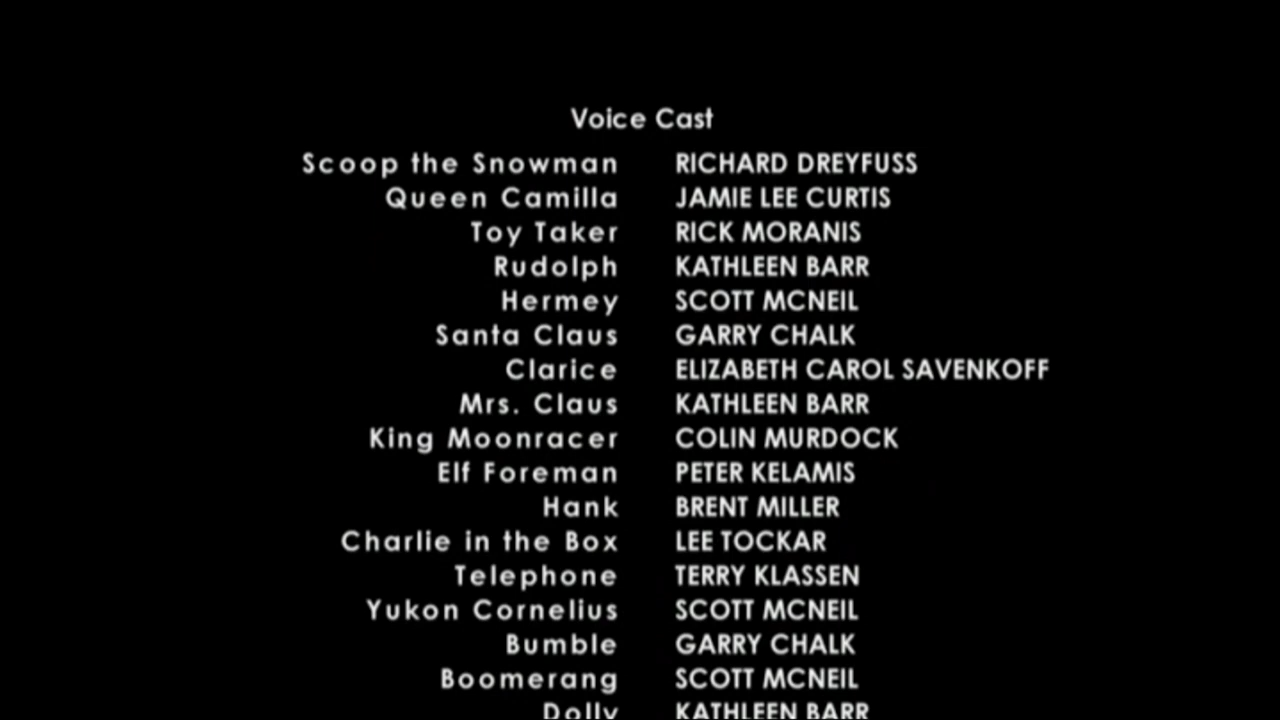 Voice Cast
Scoop the Snowman RICHARD DREYFUSS
Queen Camilla JAMIE LEE CURTIS
Toy Taker RICK MORANIS
Rudolph KATHLEEN BARR
Hermey SCOTT MCNEIL
Santa Claus GARRY CHALK
Clarice ELIZABETH CAROL SAVENKOFF
Mrs. Claus KATHLEEN BARR
King Moonracer COLIN MURDOCK
Elf Foreman PETER KELAMIS
Hank BRENT MILLER
Charlie in the Box LEE TOCKAR
Telephone TERRY KLASSEN
Yukon Cornelius SCOTT MCNEIL
Bumble GARRY CHALK
Boomerang SCOTT MCNEIL
Dolly KATHLEEN BARR